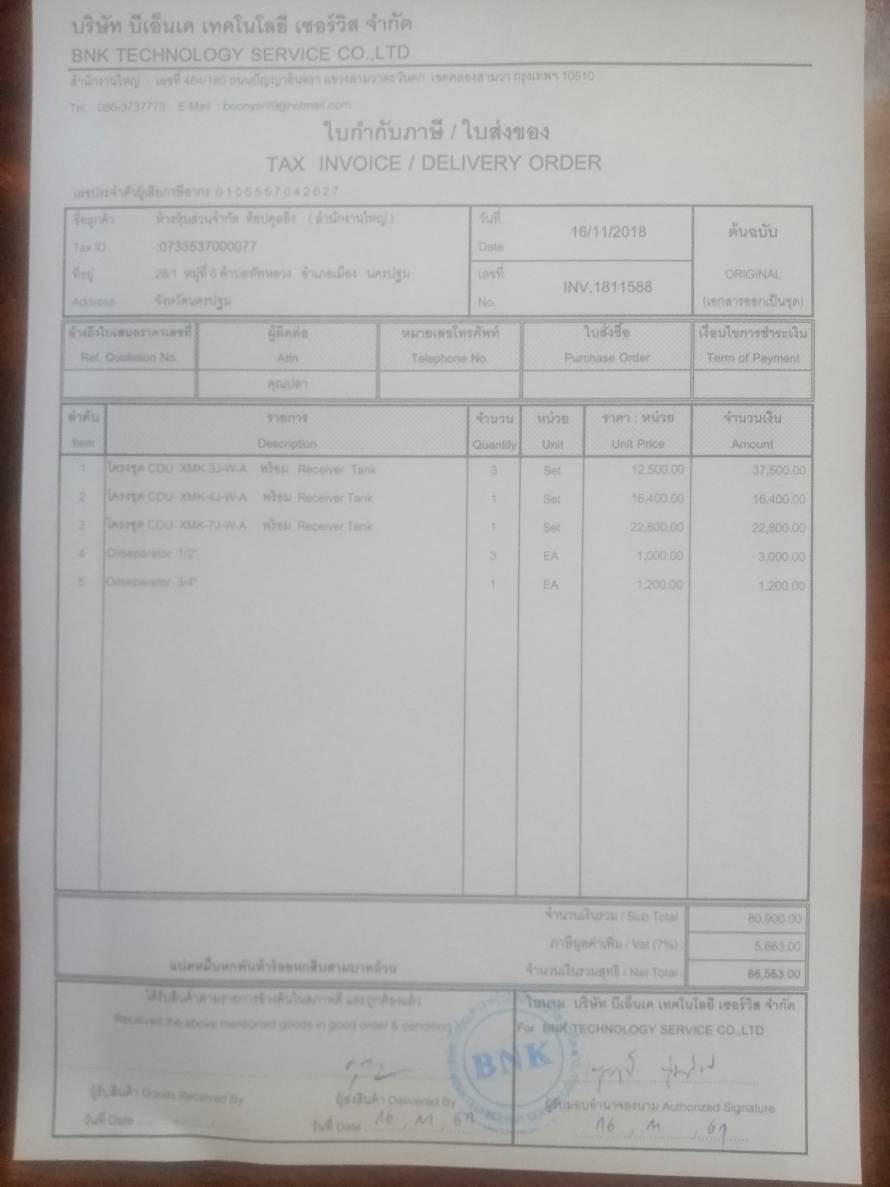 บริษัท บีเอ็นเค เทคโนโลยี เซอร์วิส จำกัด
BNK TECHNOLOGY SERVICE CO.,LTD
สำนักงานใหญ่ : เลขที่ 464/180 ถนนปัญญาอินทรา แขวงสามวาตะวันตก เขตคลองสามวา กรุงเทพฯ 10510
Tel. 086-3737773 E-Mail :
ใบกำกับภาษี / ใบส่งของ
TAX INVOICE / DELIVERY ORDER
เลขประจำตัวผู้เสียภาษีอากร 0105557042627
ชื่อลูกค้า ห้างหุ้นส่วนจำกัด ท็อปคูลลิ่ง (สำนักงานใหญ่)
Tax ID :0733537000077
ที่อยู่ 28/1 หมู่ที่ 6 ตำบลทัพหลวง อำเภอเมือง นครปฐม
Address จังหวัดนครปฐม
วันที่
Date 16/11/2018
เลขที่
No. INV.1811588
ต้นฉบับ
ORIGINAL
(เอกสารออกเป็นชุด)
อ้างถึงใบเสนอราคาเลขที่ ผู้ติดต่อ หมายเลขโทรศัพท์ ใบสั่งซื้อ เงื่อนไขการชำระเงิน
Ref. Quotation No. Attn Telephone No. Purchase Order Term of Payment
คุณปลา
ลำดับ รายการ จำนวน หน่วย ราคา : หน่วย จำนวนเงิน
Item Description Quantity Unit Unit Price Amount
1 โครงชุด CDU XMK-3J-W-A พร้อม Receiver Tank 3 Set 12,500.00 37,500.00
2 โครงชุด CDU XMK-4J-W-A พร้อม Receiver Tank 1 Set 16,400.00 16,400.00
3 โครงชุด CDU XMK-7J-W-A พร้อม Receiver Tank 1 Set 22,800.00 22,800.00
4 Oilseparator 1/2" 3 EA 1,000.00 3,000.00
5 Oilseparator 3/4" 1 EA 1,200.00 1,200.00
จำนวนเงินรวม / Sub Total 80,900.00
ภาษีมูลค่าเพิ่ม / Vat (7%) 5,663.00
แปดหมื่นหกพันห้าร้อยหกสิบสามบาทถ้วน จำนวนเงินรวมสุทธิ / Net Total 86,563.00
ได้รับสินค้าตามรายการข้างต้นในสภาพดี และถูกต้องแล้ว
Received the above mentioned goods in good order & condition
ในนาม บริษัท บีเอ็นเค เทคโนโลยี เซอร์วิส จำกัด
For BNK TECHNOLOGY SERVICE CO.,LTD
BNK
ผู้รับสินค้า Goods Received By ผู้ส่งสินค้า Delivered By ผู้รับมอบอำนาจลงนาม Authorized Signature
วันที่ Date ......./......./....... วันที่ Date 16, 11, 61 16, 11, 61